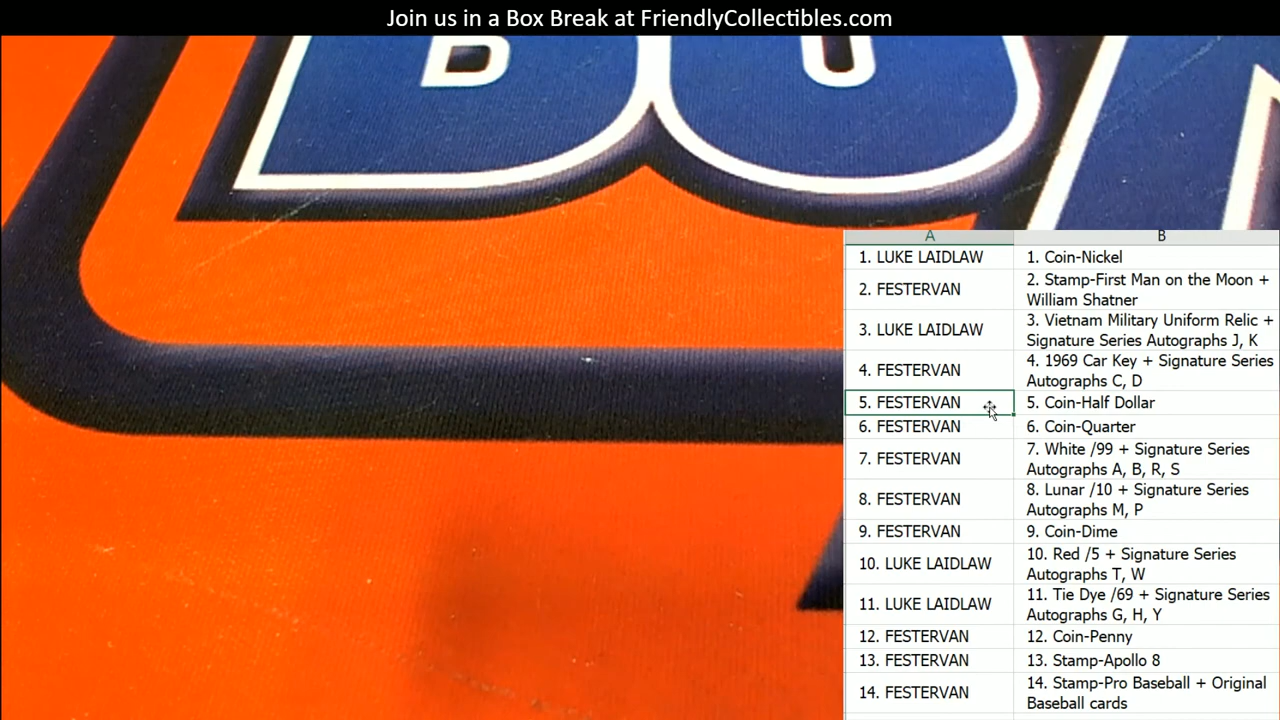 Join us in a Box Break at FriendlyCollectibles.com
A B
1. LUKE LAIDLAW 1. Coin-Nickel
2. FESTERVAN 2. Stamp-First Man on the Moon +
William Shatner
3. LUKE LAIDLAW 3. Vietnam Military Uniform Relic +
Signature Series Autographs J, K
4. FESTERVAN 4. 1969 Car Key + Signature Series
Autographs C, D
5. FESTERVAN 5. Coin-Half Dollar
6. FESTERVAN 6. Coin-Quarter
7. FESTERVAN 7. White /99 + Signature Series
Autographs A, B, R, S
8. FESTERVAN 8. Lunar /10 + Signature Series
Autographs M, P
9. FESTERVAN 9. Coin-Dime
10. LUKE LAIDLAW 10. Red /5 + Signature Series
Autographs T, W
11. LUKE LAIDLAW 11. Tie Dye /69 + Signature Series
Autographs G, H, Y
12. FESTERVAN 12. Coin-Penny
13. FESTERVAN 13. Stamp-Apollo 8
14. FESTERVAN 14. Stamp-Pro Baseball + Original
Baseball cards